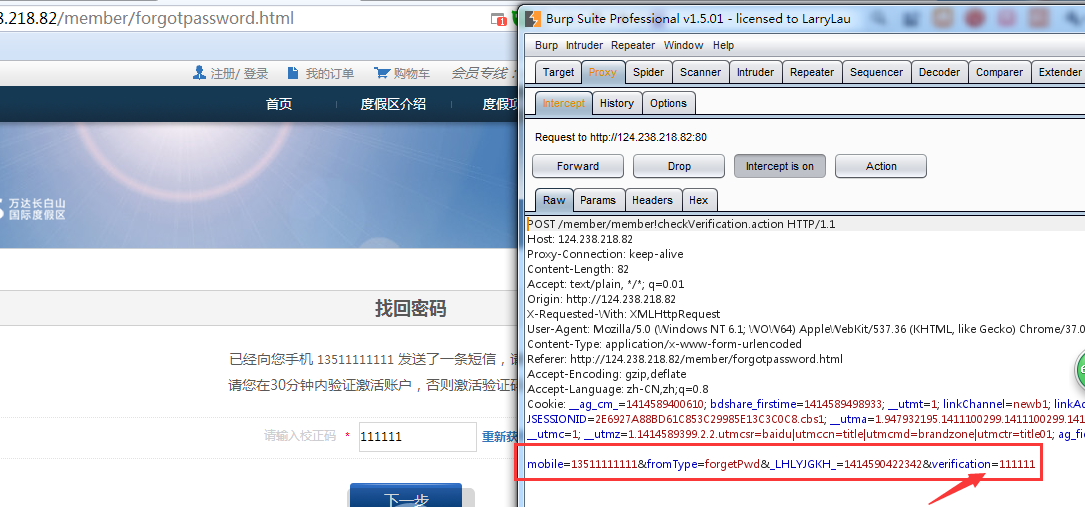 3.218.82/member/forgotpassword.html
注册/ 登录 我的订单 购物车 会员专线：
首页 度假区介绍 度假项
万达长白山
国际度假区
找回密码
已经向您手机 13511111111 发送了一条短信，请
请您在30分钟内验证激活账户，否则激活验证码
请输入校正码 * 111111 重新获
下一步
Burp Suite Professional v1.5.01 - licensed to LarryLau
Burp Intruder Repeater Window Help
Target Proxy Spider Scanner Intruder Repeater Sequencer Decoder Comparer Extender
Intercept History Options
Request to http://124.238.218.82:80
Forward Drop Intercept is on Action
Raw Params Headers Hex
POST /member/member!checkVerification.action HTTP/1.1
Host: 124.238.218.82
Proxy-Connection: keep-alive
Content-Length: 82
Accept: text/plain, */*; q=0.01
Origin: http://124.238.218.82
X-Requested-With: XMLHttpRequest
User-Agent: Mozilla/5.0 (Windows NT 6.1; WOW64) AppleWebKit/537.36 (KHTML, like Gecko) Chrome/37.0
Content-Type: application/x-www-form-urlencoded
Referer: http://124.238.218.82/member/forgotpassword.html
Accept-Encoding: gzip,deflate
Accept-Language: zh-CN,zh;q=0.8
Cookie: __ag_cm_=1414589400610; bdshare_firstime=1414589498933; __utmt=1; linkChannel=newb1; linkAc
JSESSIONID=2E6927A88BD61C853C29985E13C3C0C8.cbs1; __utma=1.947932195.1411100299.1411100299.141
__utmc=1; __utmz=1.1414589399.2.2.utmcsr=baidu|utmccn=title|utmcmd=brandzone|utmctr=title01; ag_fi
mobile=13511111111&fromType=forgetPwd&_LHLYJGKH_=1414590422342&verification=111111